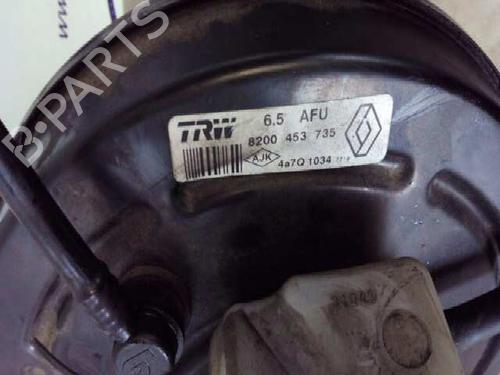 B-PARTS
TRW 6.5 AFU
8200 453 735
AJK 4a7Q 1034